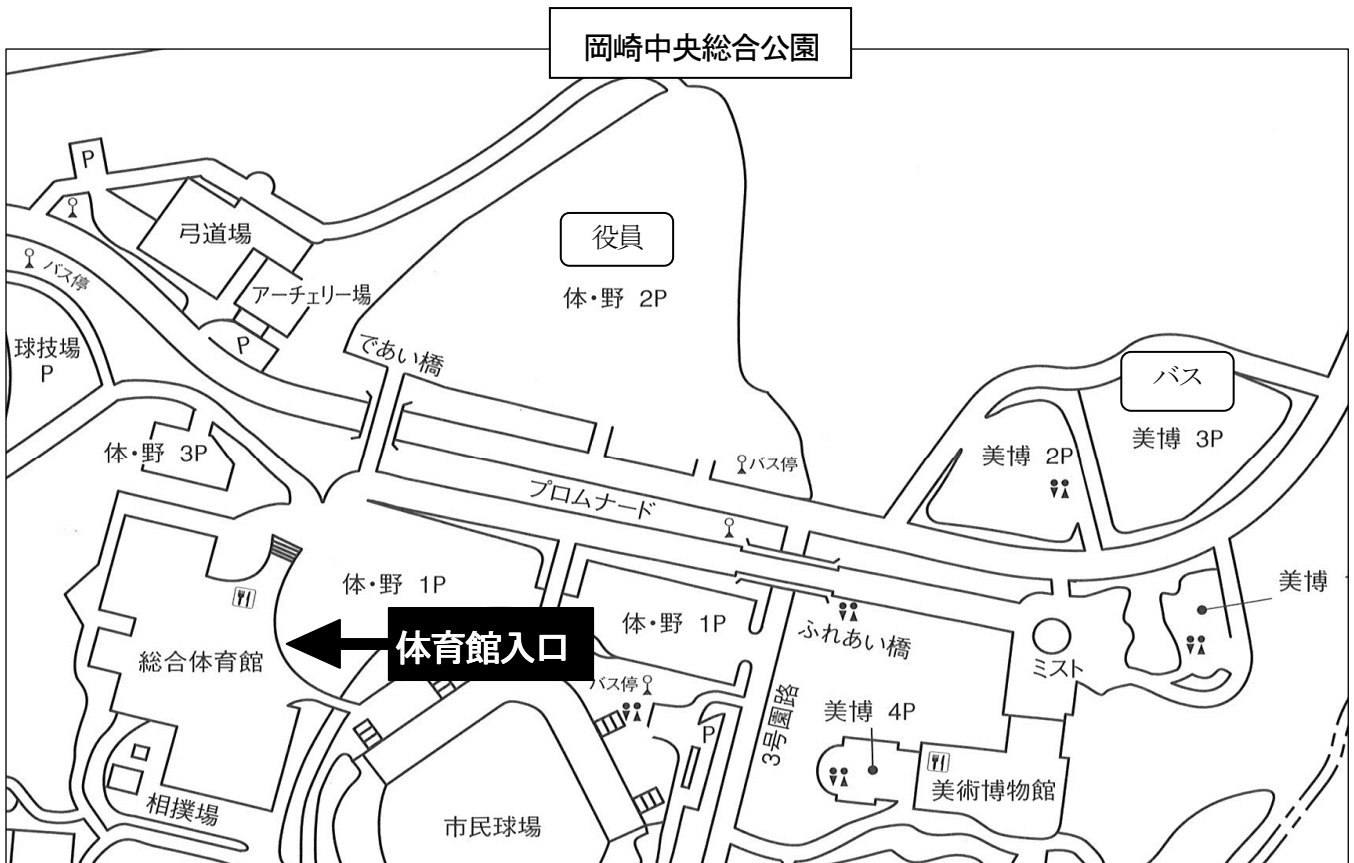 岡崎中央総合公園
P
弓道場
役員
バス停
アーチェリー場
体・野 2P
球技場
P
P
であい橋
バス
美博 3P
体・野 3P
美博 2P
バス停
プロムナード
体・野 1P
美博
体・野 1P
体育館入口
ふれあい橋
総合体育館
ミスト
バス停
3号園路
美博 4P
P
相撲場
美術博物館
市民球場